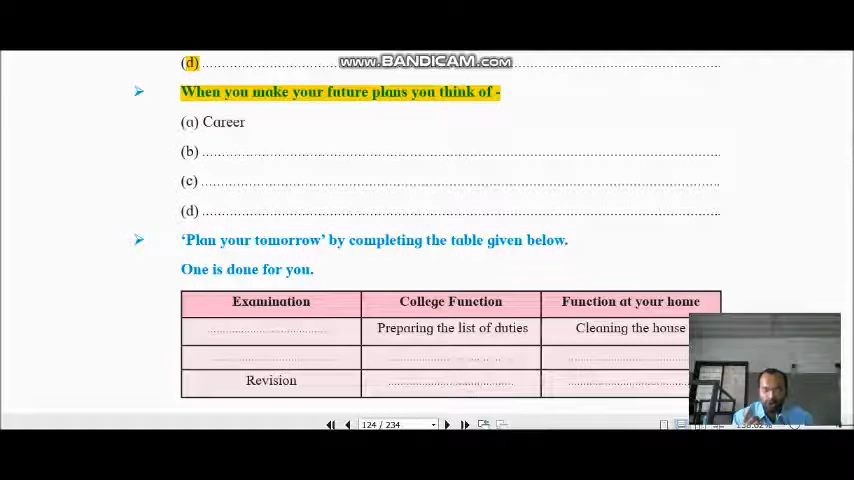 www.BANDICAM.com
(d) ........................................................................
➢ When you make your future plans you think of -
(a) Career
(b) ........................................................................
(c) ........................................................................
(d) ........................................................................
➢ ‘Plan your tomorrow’ by completing the table given below.
One is done for you.
Examination College Function Function at your home
.............................. Preparing the list of duties Cleaning the house
.............................. .............................. ..............................
Revision .............................. ..............................
124 / 234